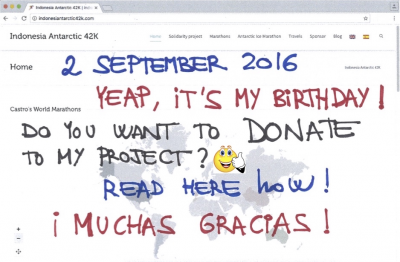 Indonesia Antarctic 42K | Indo
indonesiaantarctic42k.com
Indonesia Antarctic 42K
Home Solidarity project Marathons Antarctic Ice Marathon Travels Sponsor Blog
Home
Indonesia Antarctic 42K
2 SEPTEMBER 2016
YEAP, iT'S MY BiRTHDAY!
Castro's World Marathons
DO YOU WANT TO DONATE
TO MY PROJECT?
READ HERE how!
¡ MUCHAS GRACIAS!